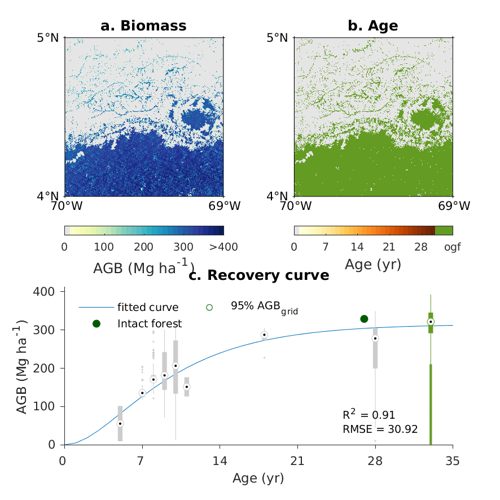 a. Biomass
b. Age
5°N
4°N
70°W
69°W
5°N
4°N
70°W
69°W
0 100 200 300 >400
AGB (Mg ha-1)
0 7 14 21 28 ogf
Age (yr)
c. Recovery curve
fitted curve
95% AGBgrid
Intact forest
AGB (Mg ha-1)
400
300
200
100
0
R2 = 0.91
RMSE = 30.92
0 7 14 21 28 35
Age (yr)